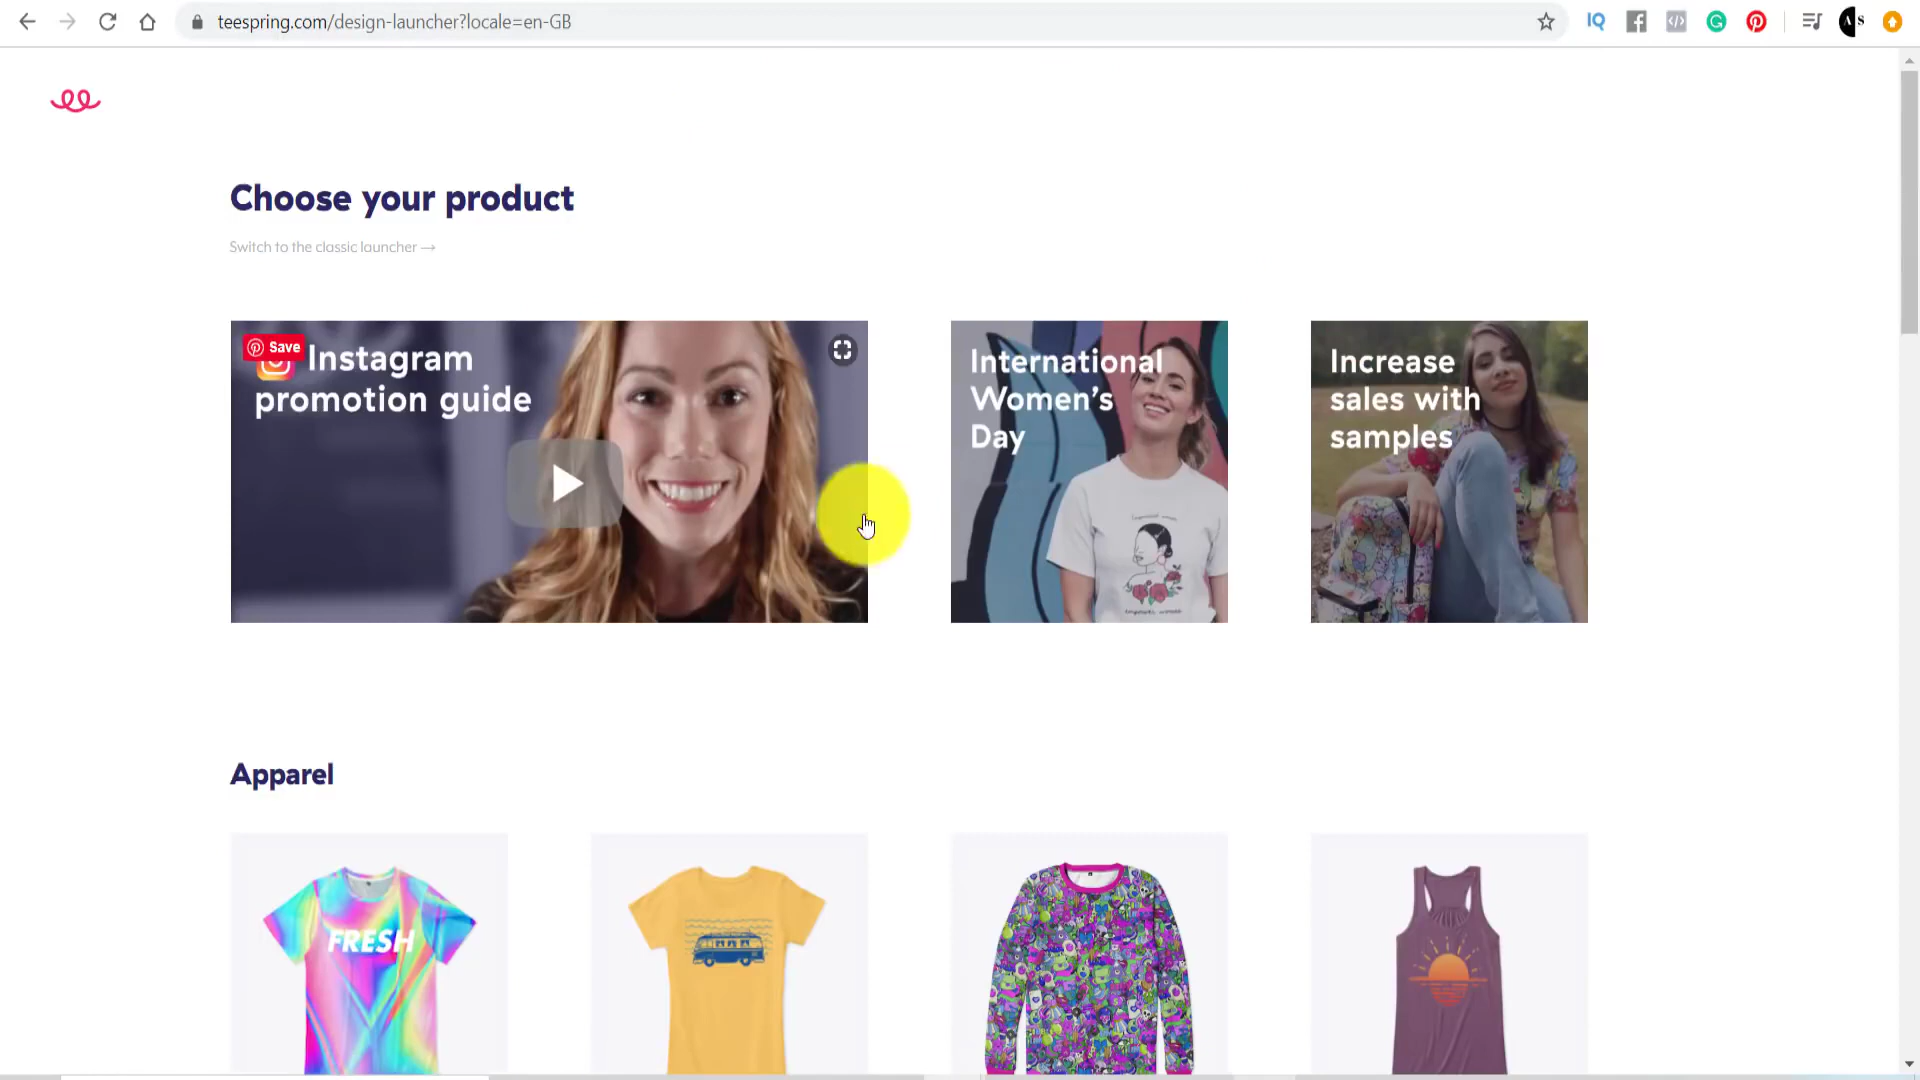 teespring.com/design-launcher?locale=en-GB
Choose your product
Switch to the classic launcher →
Save
Instagram
promotion guide
International
Women's
Day
Increase
sales with
samples
Apparel
FRESH